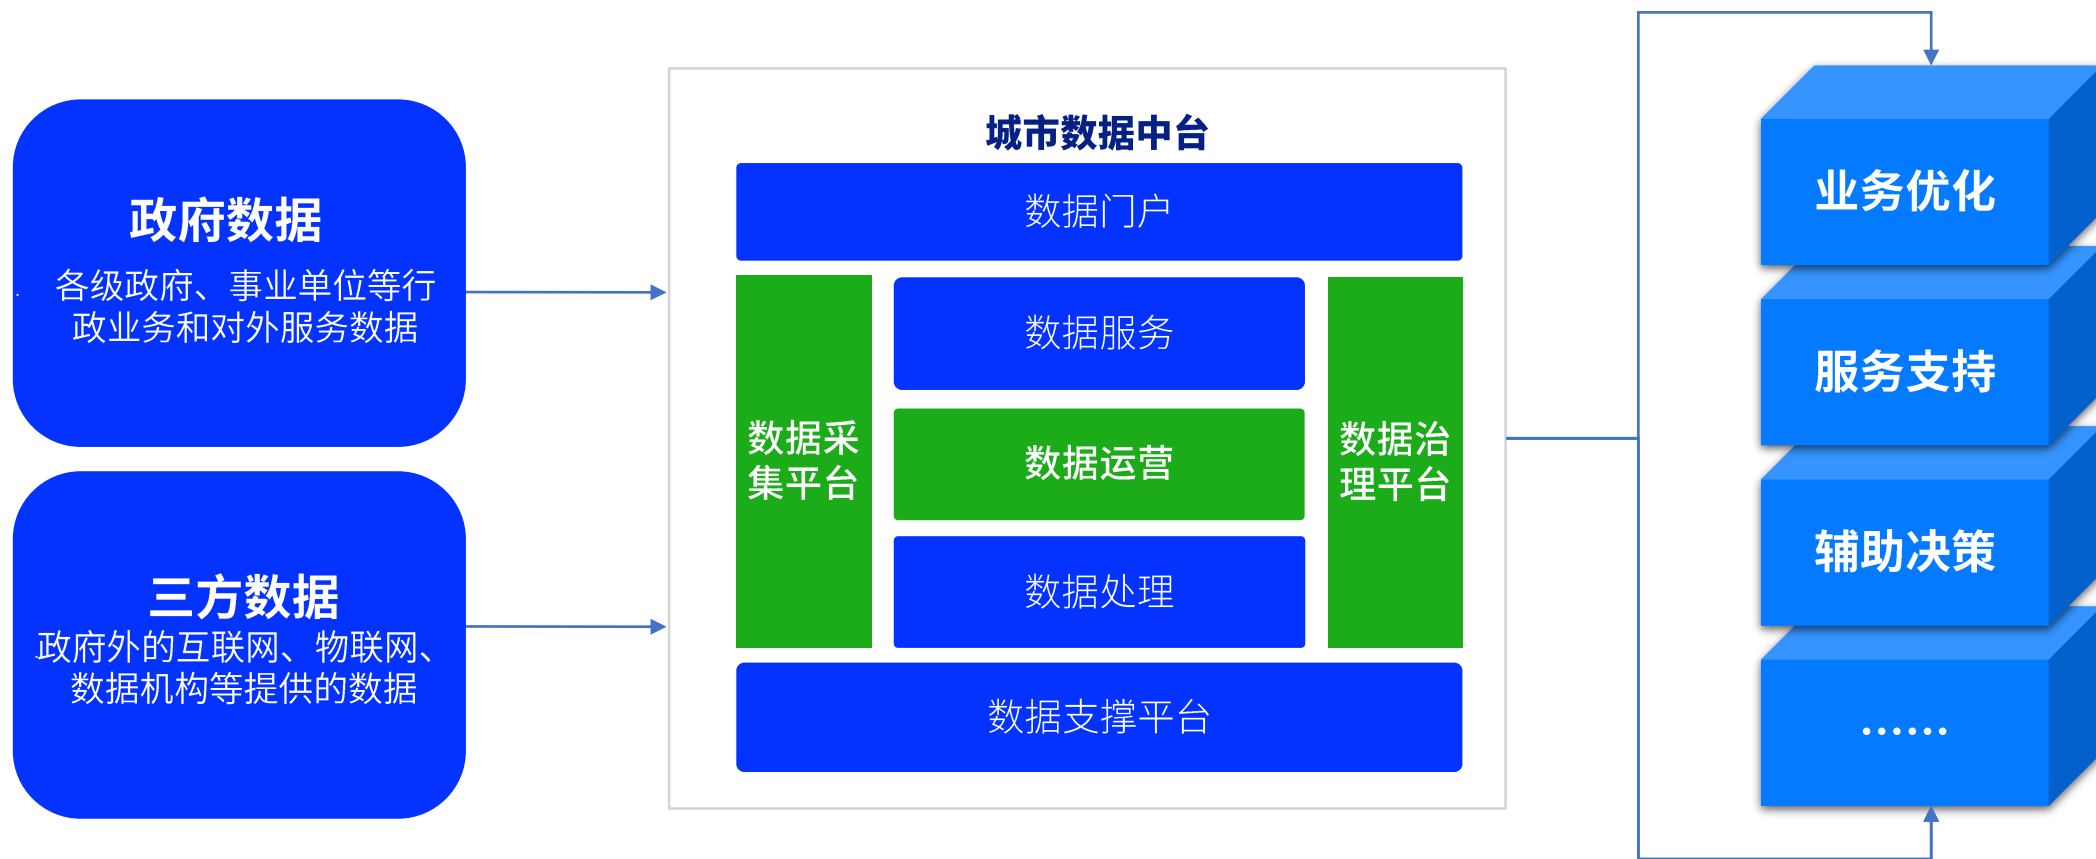 政府数据
各级政府、事业单位等行
政业务和对外服务数据
三方数据
政府外的互联网、物联网、
数据机构等提供的数据
城市数据中台
数据门户
数据采
集平台
数据服务
数据运营
数据处理
数据治
理平台
数据支撑平台
业务优化
服务支持
辅助决策
……